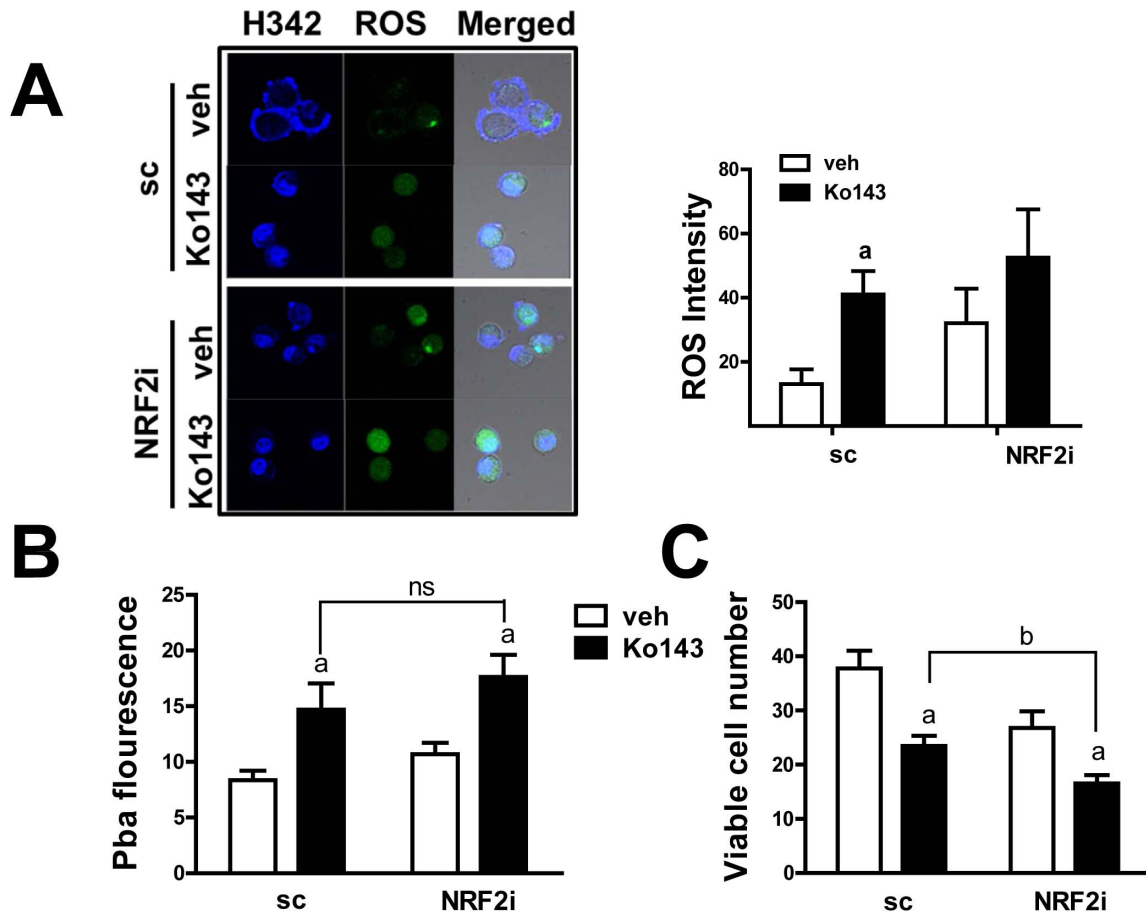 H342 ROS Merged
A
sc
veh
Ko143
NRF2i
veh
Ko143
veh
Ko143
ROS Intensity
80
60
40
20
a
sc NRF2i
B
Pba flourescence
25
20
15
10
5
0
ns
a a
sc NRF2i
veh
Ko143
C
Viable cell number
50
40
30
20
10
0
b
a
a
sc NRF2i